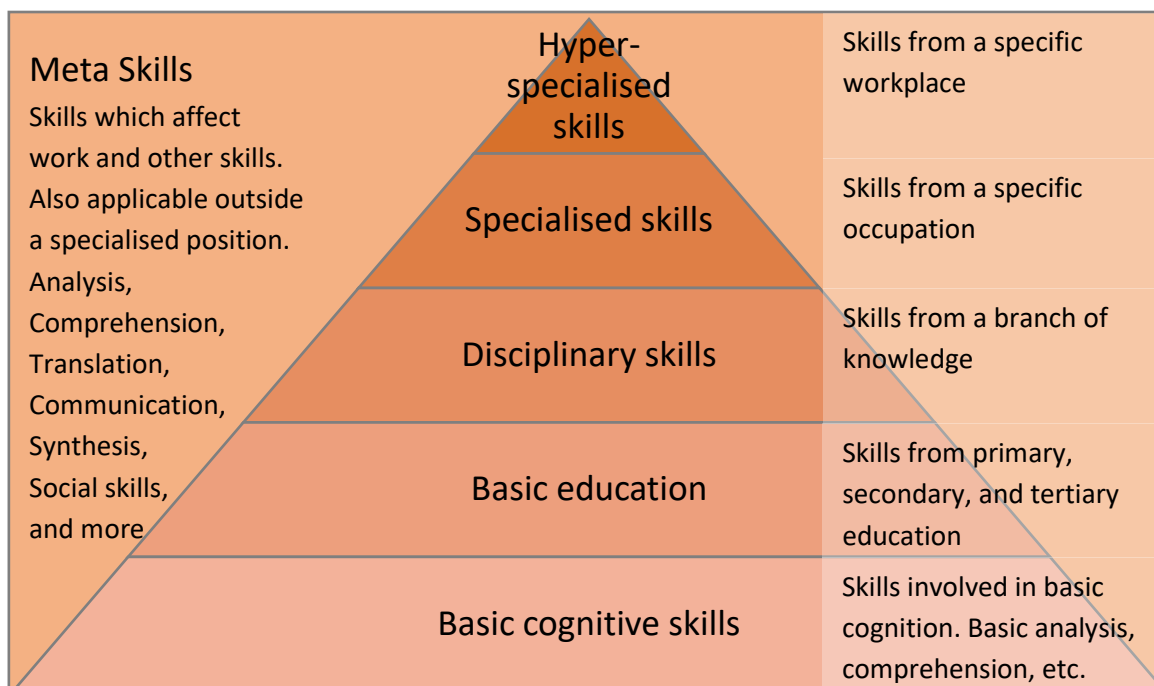 Meta Skills
Skills which affect
work and other skills.
Also applicable outside
a specialised position.
Analysis,
Comprehension,
Translation,
Communication,
Synthesis,
Social skills,
and more
Hyper-
specialised
skills
Skills from a specific
workplace
Specialised skills
Skills from a specific
occupation
Disciplinary skills
Skills from a branch of
knowledge
Basic education
Skills from primary,
secondary, and tertiary
education
Basic cognitive skills
Skills involved in basic
cognition. Basic analysis,
comprehension, etc.